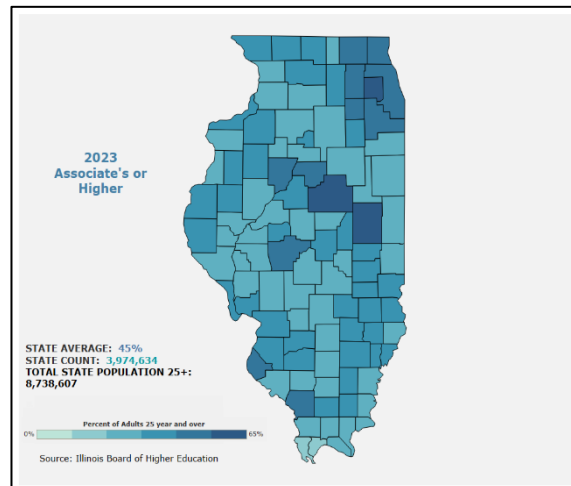 2023
Associate's or
Higher
STATE AVERAGE: 45%
STATE COUNT: 3,974,634
TOTAL STATE POPULATION 25+:
8,738,607
Percent of Adults 25 year and over
0% 65%
Source: Illinois Board of Higher Education